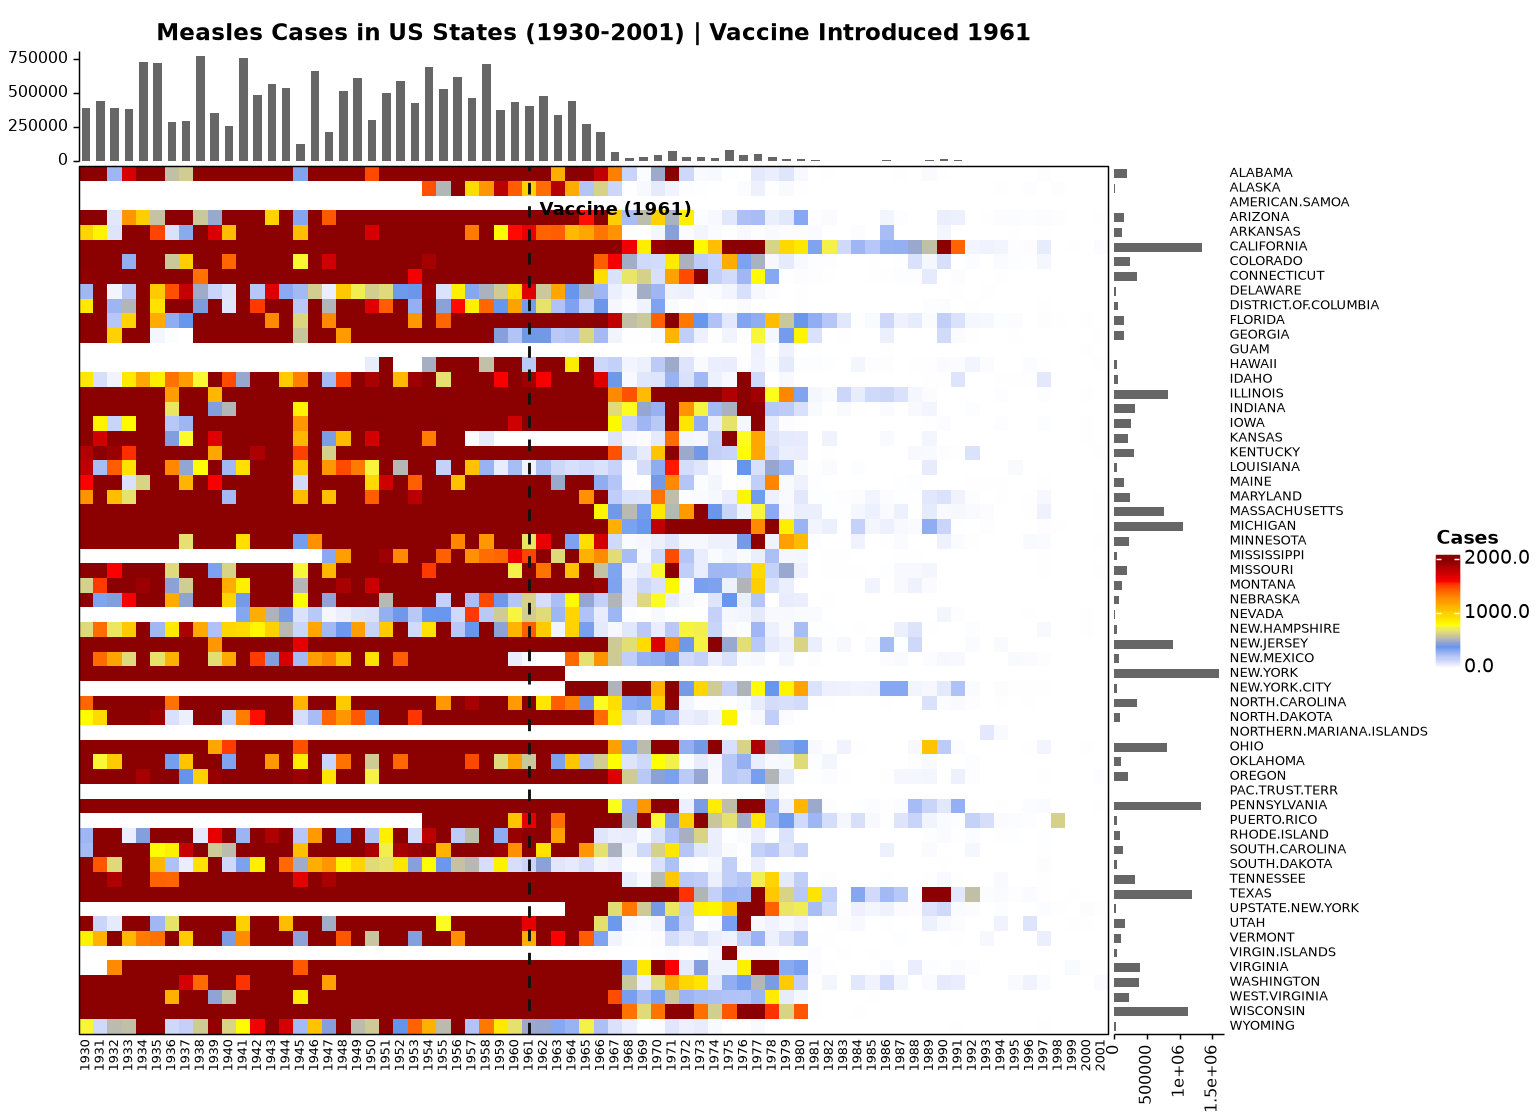 Measles Cases in US States (1930-2001) | Vaccine Introduced 1961
750000
500000
250000
0
Vaccine (1961)
ALABAMA
ALASKA
AMERICAN.SAMOA
ARIZONA
ARKANSAS
CALIFORNIA
COLORADO
CONNECTICUT
DELAWARE
DISTRICT.OF.COLUMBIA
FLORIDA
GEORGIA
GUAM
HAWAII
IDAHO
ILLINOIS
INDIANA
IOWA
KANSAS
KENTUCKY
LOUISIANA
MAINE
MARYLAND
MASSACHUSETTS
MICHIGAN
MINNESOTA
MISSISSIPPI
MISSOURI
MONTANA
NEBRASKA
NEVADA
NEW.HAMPSHIRE
NEW.JERSEY
NEW.MEXICO
NEW.YORK
NEW.YORK.CITY
NORTH.CAROLINA
NORTH.DAKOTA
NORTHERN.MARIANA.ISLANDS
OHIO
OKLAHOMA
OREGON
PAC.TRUST.TERR
PENNSYLVANIA
PUERTO.RICO
RHODE.ISLAND
SOUTH.CAROLINA
SOUTH.DAKOTA
TENNESSEE
TEXAS
UPSTATE.NEW.YORK
UTAH
VERMONT
VIRGIN.ISLANDS
VIRGINIA
WASHINGTON
WEST.VIRGINIA
WISCONSIN
WYOMING
Cases
2000.0
1000.0
0.0
1930
1931
1932
1933
1934
1935
1936
1937
1938
1939
1940
1941
1942
1943
1944
1945
1946
1947
1948
1949
1950
1951
1952
1953
1954
1955
1956
1957
1958
1959
1960
1961
1962
1963
1964
1965
1966
1967
1968
1969
1970
1971
1972
1973
1974
1975
1976
1977
1978
1979
1980
1981
1982
1983
1984
1985
1986
1987
1988
1989
1990
1991
1992
1993
1994
1995
1996
1997
1998
1999
2000
2001
0
500000
1e+06
1.5e+06